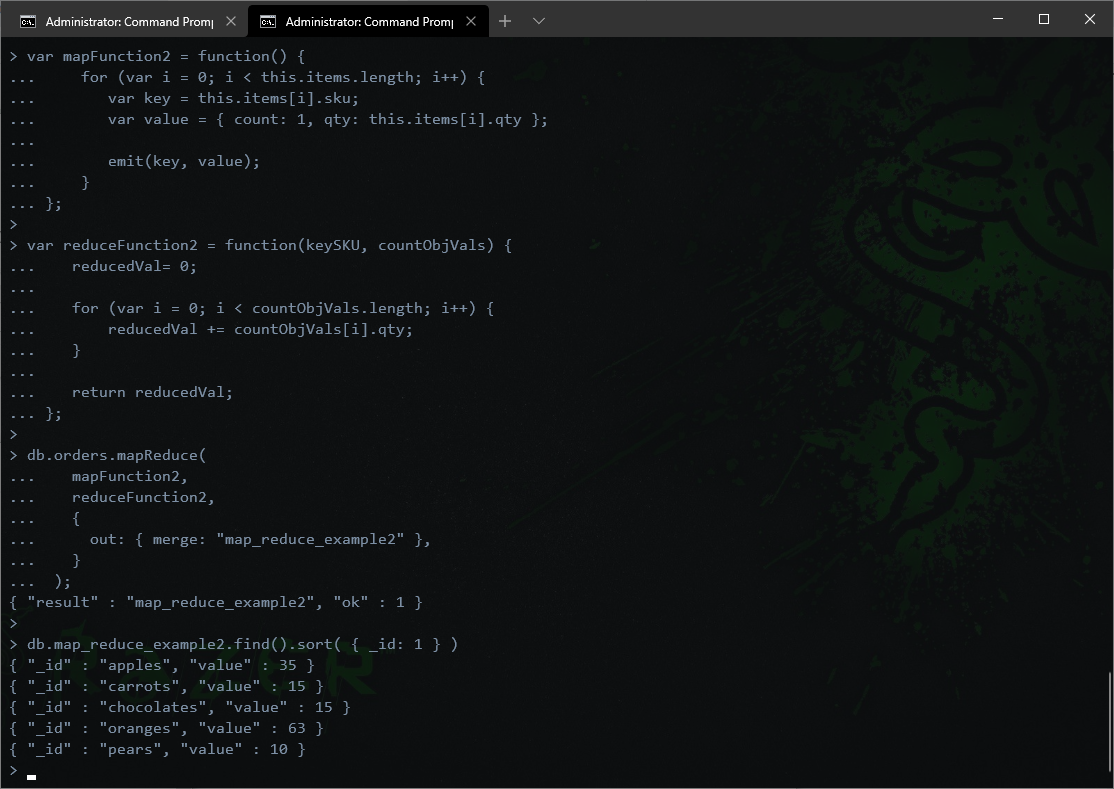 Administrator: Command Promp
Administrator: Command Promp
> var mapFunction2 = function() {
...     for (var i = 0; i < this.items.length; i++) {
...        var key = this.items[i].sku;
...        var value = { count: 1, qty: this.items[i].qty };
...
...        emit(key, value);
...     }
... };
>
> var reduceFunction2 = function(keySKU, countObjVals) {
...    reducedVal= 0;
...
...    for (var i = 0; i < countObjVals.length; i++) {
...        reducedVal += countObjVals[i].qty;
...    }
...
...    return reducedVal;
... };
>
> db.orders.mapReduce(
...    mapFunction2,
...    reduceFunction2,
...    {
...      out: { merge: "map_reduce_example2" },
...    }
...  );
{ "result" : "map_reduce_example2", "ok" : 1 }
>
> db.map_reduce_example2.find().sort( { _id: 1 } )
{ "_id" : "apples", "value" : 35 }
{ "_id" : "carrots", "value" : 15 }
{ "_id" : "chocolates", "value" : 15 }
{ "_id" : "oranges", "value" : 63 }
{ "_id" : "pears", "value" : 10 }
>
RAZER